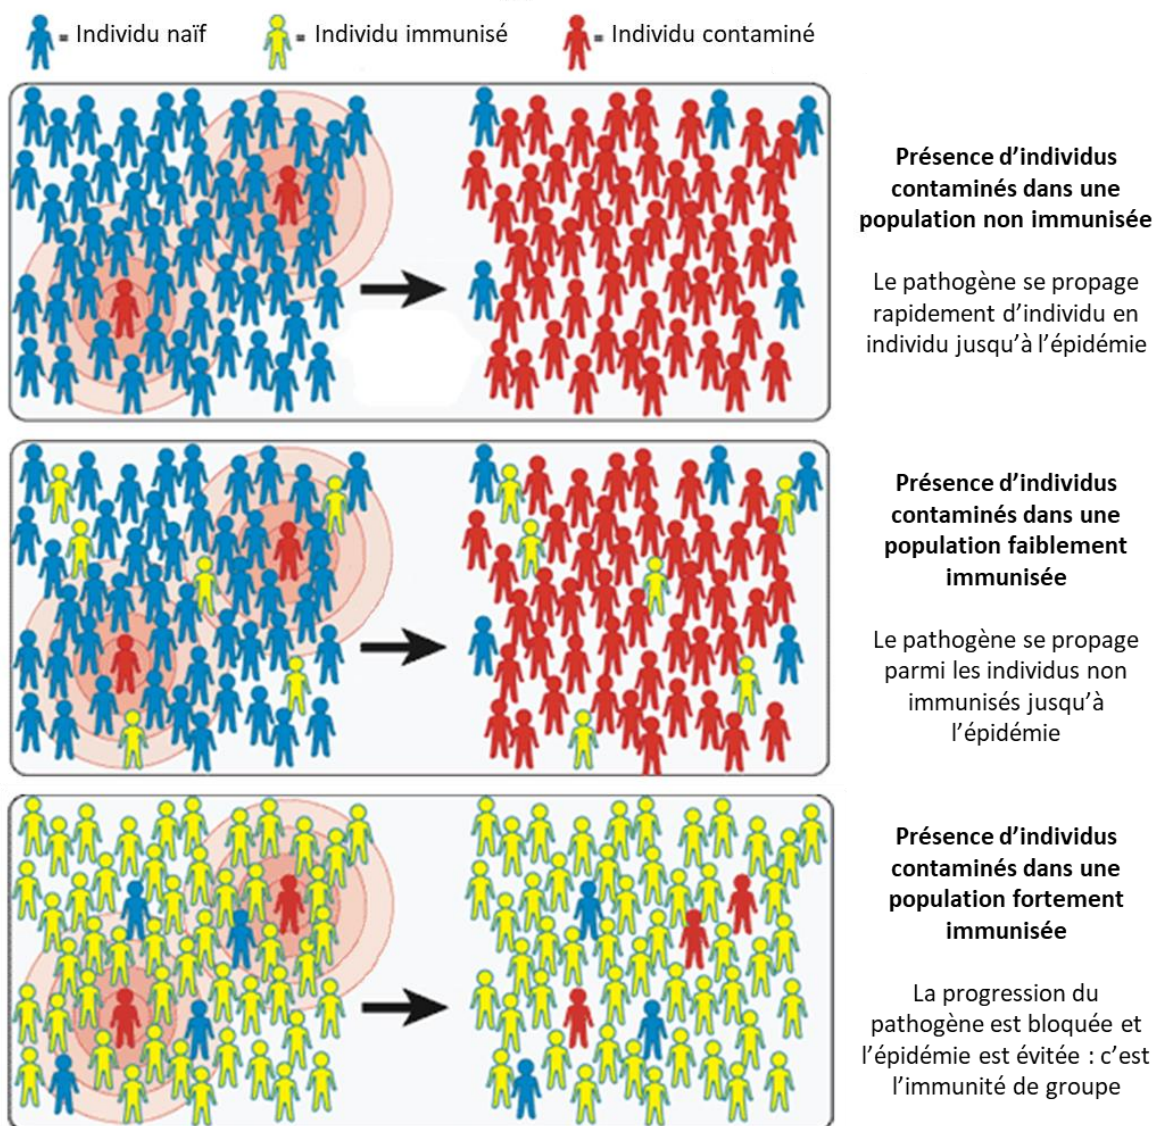 = Individu naïf
= Individu immunisé
= Individu contaminé
Présence d’individus
contaminés dans une
population non immunisée
Le pathogène se propage
rapidement d’individu en
individu jusqu’à l’épidémie
Présence d’individus
contaminés dans une
population faiblement
immunisée
Le pathogène se propage
parmi les individus non
immunisés jusqu’à
l’épidémie
Présence d’individus
contaminés dans une
population fortement
immunisée
La progression du
pathogène est bloquée et
l’épidémie est évitée : c’est
l’immunité de groupe